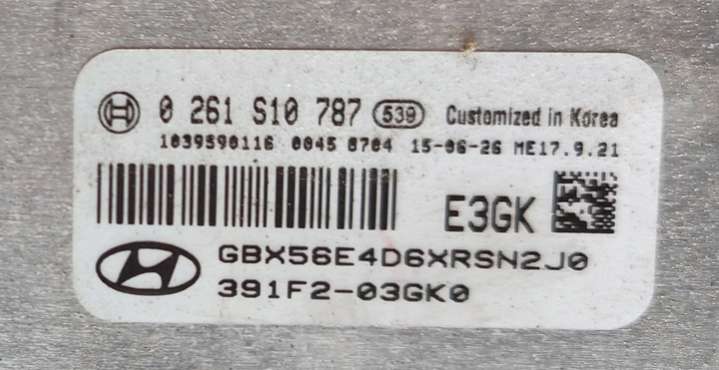 0 261 S10 787 539 Customized in Korea
1039S90116 0045 8704 15-06-26 ME17.9.21
E3GK
GBX56E4D6XRSN2J0
391F2-03GK0